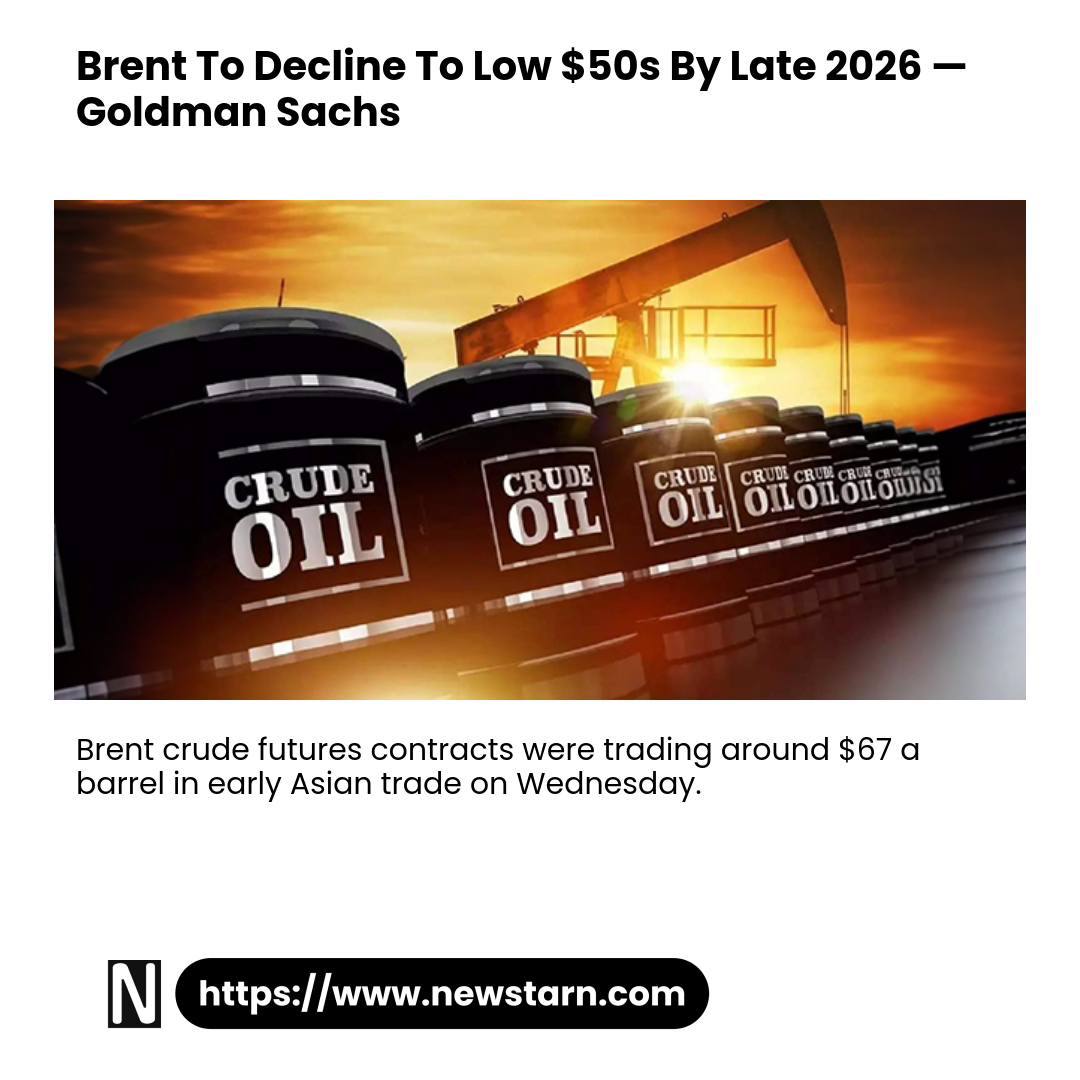 Brent To Decline To Low $50s By Late 2026 —
Goldman Sachs
CRUDE
OIL
CRUDE
OIL
CRUDE
OIL
CRUDE
OIL
CRUDE
OIL
CRUDE
OIL
Brent crude futures contracts were trading around $67 a
barrel in early Asian trade on Wednesday.
N
https://www.newstarn.com